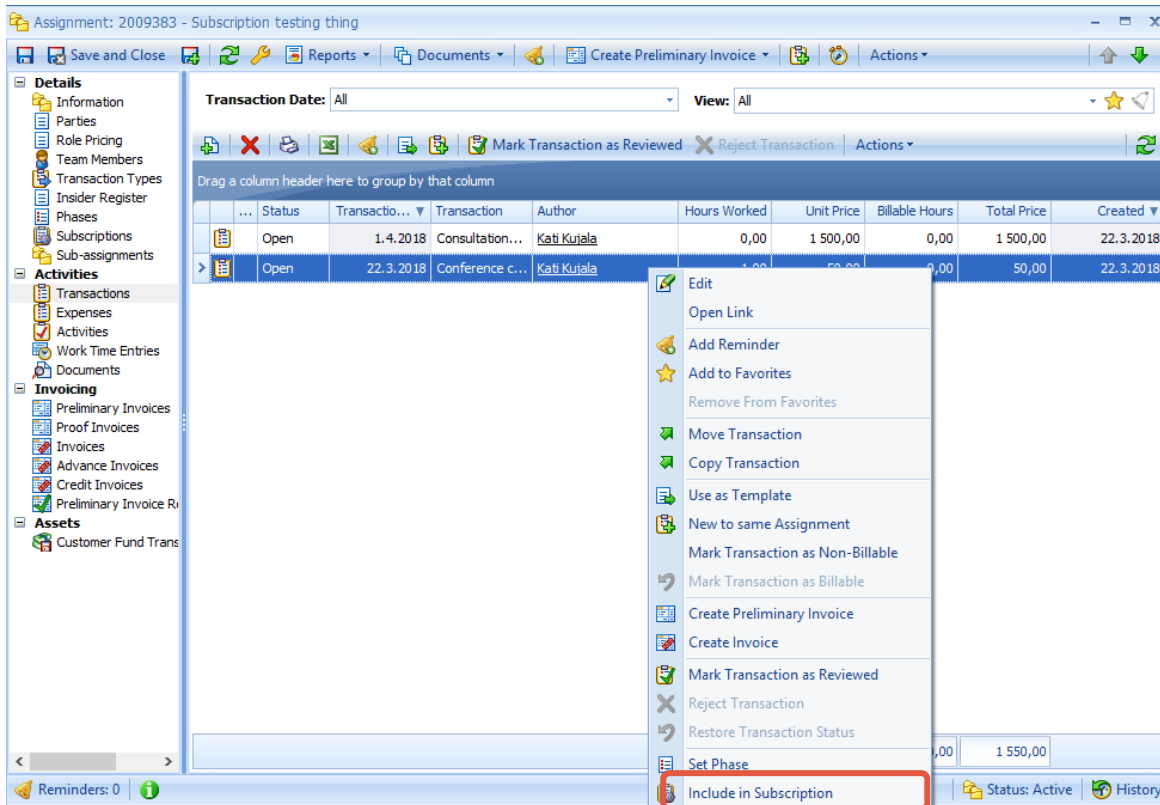 Assignment: 2009383 - Subscription testing thing
Save and Close Reports Documents Create Preliminary Invoice Actions
Details
Information
Parties
Role Pricing
Team Members
Transaction Types
Insider Register
Phases
Subscriptions
Sub-assignments
Activities
Transactions
Expenses
Activities
Work Time Entries
Documents
Invoicing
Preliminary Invoices
Proof Invoices
Invoices
Advance Invoices
Credit Invoices
Preliminary Invoice R
Assets
Customer Fund Trans
Transaction Date: All View: All
Mark Transaction as Reviewed Reject Transaction Actions
Drag a column header here to group by that column
... Status Transactio... Transaction Author Hours Worked Unit Price Billable Hours Total Price Created
Open 1.4.2018 Consultation... Kati Kujala 0,00 1 500,00 0,00 1 500,00 22.3.2018
Open 22.3.2018 Conference c... Kati Kujala 50,00 22.3.2018
Edit
Open Link
Add Reminder
Add to Favorites
Remove From Favorites
Move Transaction
Copy Transaction
Use as Template
New to same Assignment
Mark Transaction as Non-Billable
Mark Transaction as Billable
Create Preliminary Invoice
Create Invoice
Mark Transaction as Reviewed
Reject Transaction
Restore Transaction Status
Set Phase
Include in Subscription
,00 1 550,00
Reminders: 0 Status: Active History